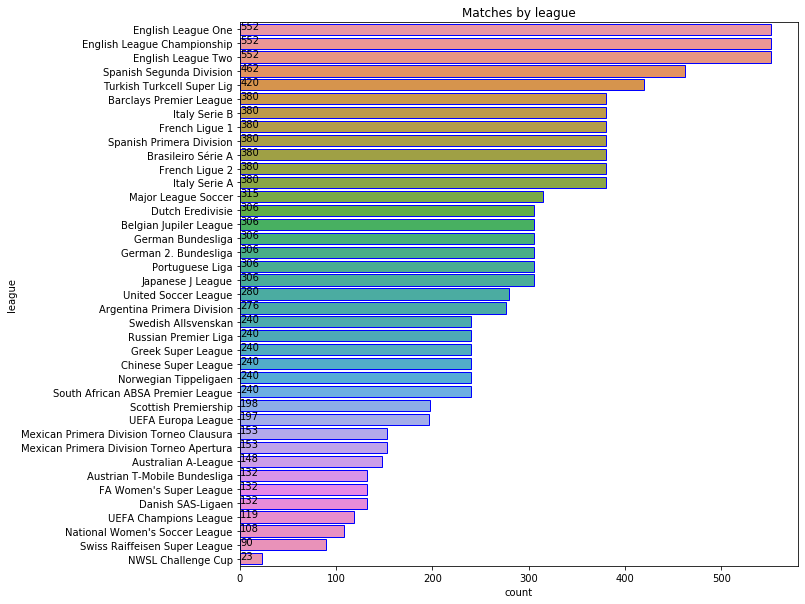 Matches by league
English League One 552
English League Championship 552
English League Two 552
Spanish Segunda Division 462
Turkish Turkcell Super Lig 420
Barclays Premier League 380
Italy Serie B 380
French Ligue 1 380
Spanish Primera Division 380
Brasileiro Série A 380
French Ligue 2 380
Italy Serie A 380
Major League Soccer 315
Dutch Eredivisie 306
Belgian Jupiler League 306
German Bundesliga 306
German 2. Bundesliga 306
Portuguese Liga 306
Japanese J League 306
United Soccer League 280
Argentina Primera Division 276
Swedish Allsvenskan 240
Russian Premier Liga 240
Greek Super League 240
Chinese Super League 240
Norwegian Tippeligaen 240
South African ABSA Premier League 240
Scottish Premiership 198
UEFA Europa League 197
Mexican Primera Division Torneo Clausura 153
Mexican Primera Division Torneo Apertura 153
Australian A-League 148
Austrian T-Mobile Bundesliga 132
FA Women's Super League 132
Danish SAS-Ligaen 132
UEFA Champions League 119
National Women's Soccer League 108
Swiss Raiffeisen Super League 90
NWSL Challenge Cup 23
league
0 100 200 300 400 500
count